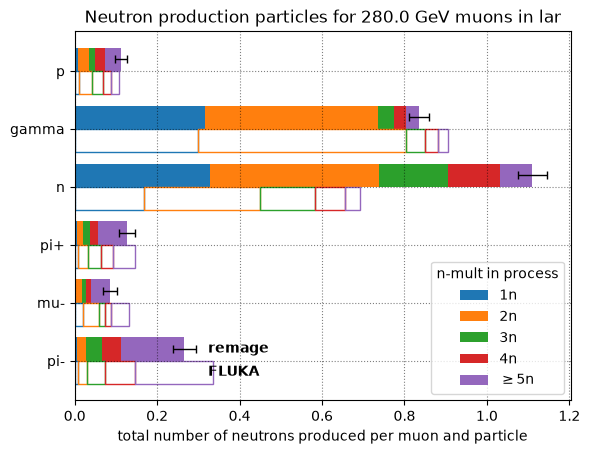 Neutron production particles for 280.0 GeV muons in lar
p
gamma
n
pi+
mu-
pi-
remage
FLUKA
n-mult in process
1n
2n
3n
4n
≥5n
0.0 0.2 0.4 0.6 0.8 1.0 1.2
total number of neutrons produced per muon and particle